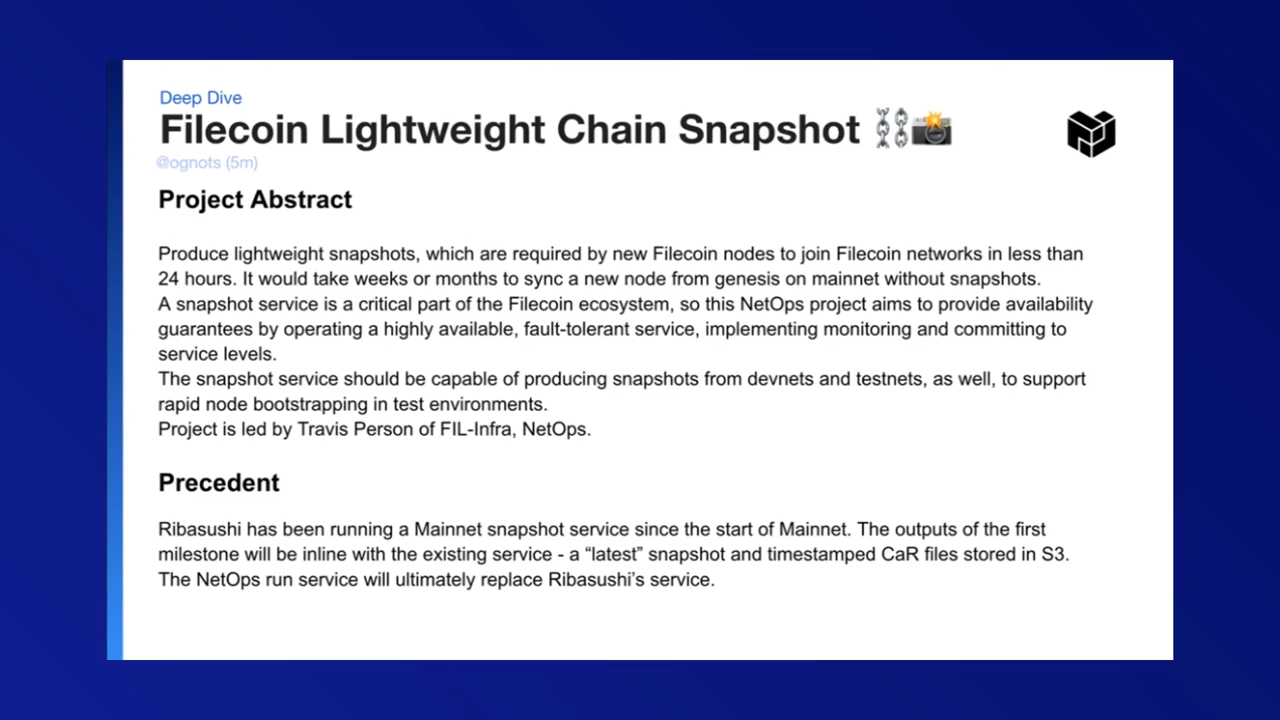 Deep Dive
Filecoin Lightweight Chain Snapshot ⛓📸
@ognots (5m)
Project Abstract
Produce lightweight snapshots, which are required by new Filecoin nodes to join Filecoin networks in less than
24 hours. It would take weeks or months to sync a new node from genesis on mainnet without snapshots.
A snapshot service is a critical part of the Filecoin ecosystem, so this NetOps project aims to provide availability
guarantees by operating a highly available, fault-tolerant service, implementing monitoring and committing to
service levels.
The snapshot service should be capable of producing snapshots from devnets and testnets, as well, to support
rapid node bootstrapping in test environments.
Project is led by Travis Person of FIL-Infra, NetOps.
Precedent
Ribasushi has been running a Mainnet snapshot service since the start of Mainnet. The outputs of the first
milestone will be inline with the existing service - a “latest” snapshot and timestamped CaR files stored in S3.
The NetOps run service will ultimately replace Ribasushi’s service.